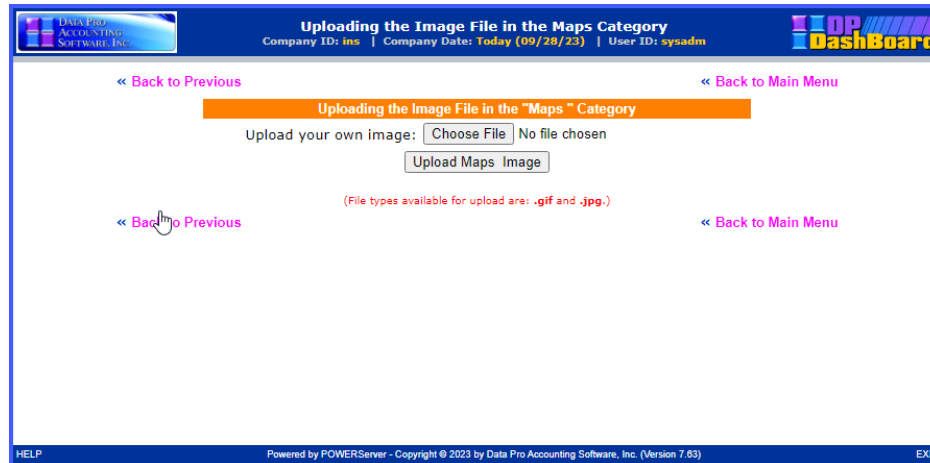 DATA PRO
ACCOUNTING
SOFTWARE, INC.
Uploading the Image File in the Maps Category
Company ID: ins | Company Date: Today (09/28/23) | User ID: sysadm
DP
DashBoard
« Back to Previous
« Back to Main Menu
Uploading the Image File in the "Maps " Category
Upload your own image: Choose File No file chosen
Upload Maps Image
(File types available for upload are: .gif and .jpg.)
« Back to Previous
« Back to Main Menu
HELP
Powered by POWERServer - Copyright © 2023 by Data Pro Accounting Software, Inc. (Version 7.63)